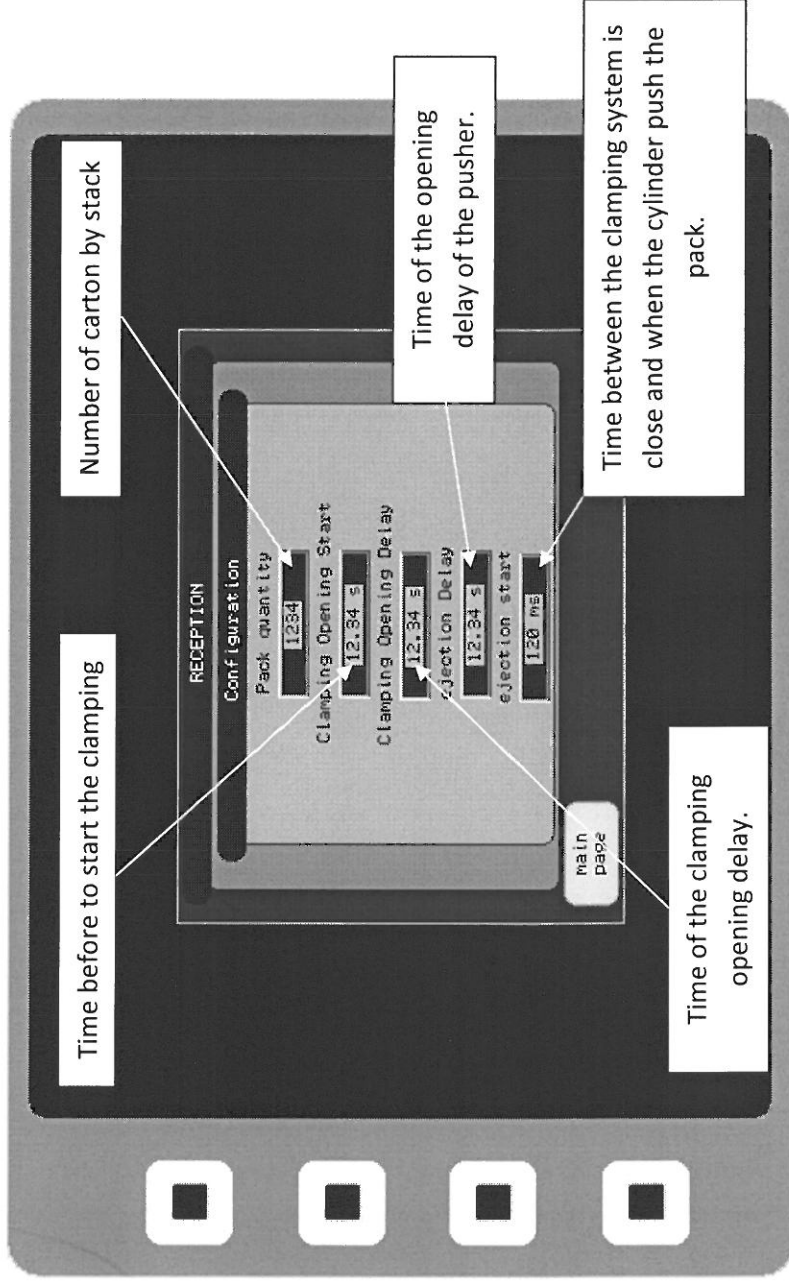 Time before to start the clamping
Number of carton by stack
RECEPTION
Configuration
Pack quantity
1234
Clamping Opening Start
12.34 s
Clamping Opening Delay
12.34 s
ejection Delay
12.34 s
ejection start
120 ms
main
page
Time of the opening
delay of the pusher.
Time of the clamping
opening delay.
Time between the clamping system is
close and when the cylinder push the
pack.